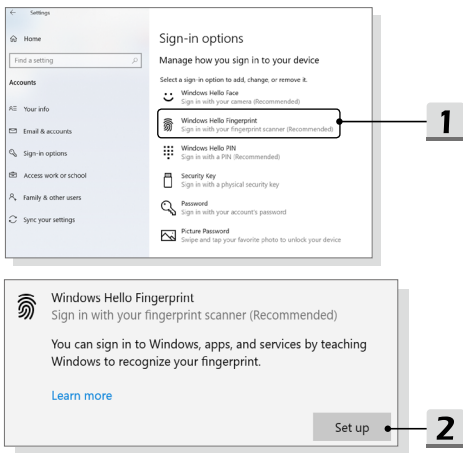 Settings
Home
Find a setting
Accounts
Your info
Email & accounts
Sign-in options
Access work or school
Family & other users
Sync your settings
Sign-in options
Manage how you sign in to your device
Select a sign-in option to add, change, or remove it.
Windows Hello Face
Sign in with your camera (Recommended)
Windows Hello Fingerprint
Sign in with your fingerprint scanner (Recommended)
Windows Hello PIN
Sign in with a PIN (Recommended)
Security Key
Sign in with a physical security key
Password
Sign in with your account's password
Picture Password
Swipe and tap your favorite photo to unlock your device
1
Windows Hello Fingerprint
Sign in with your fingerprint scanner (Recommended)
You can sign in to Windows, apps, and services by teaching
Windows to recognize your fingerprint.
Learn more
Set up
2